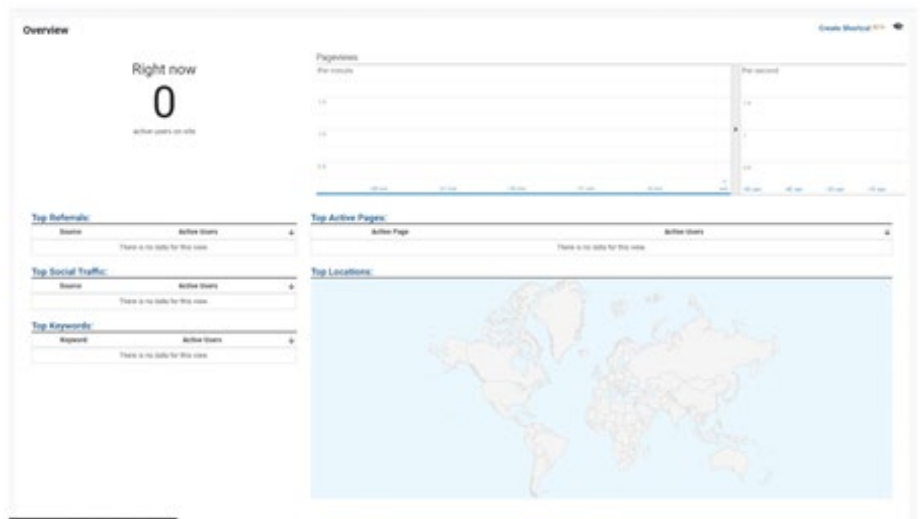 Overview
Create Shortcut
Right now
0
active users on site
Pageviews
Per minute
Per second
Top Referrals:
Source Active Users
There is no data for this view.
Top Active Pages:
Active Page Active Users
There is no data for this view.
Top Social Traffic:
Source Active Users
There is no data for this view.
Top Locations:
Top Keywords:
Keyword Active Users
There is no data for this view.